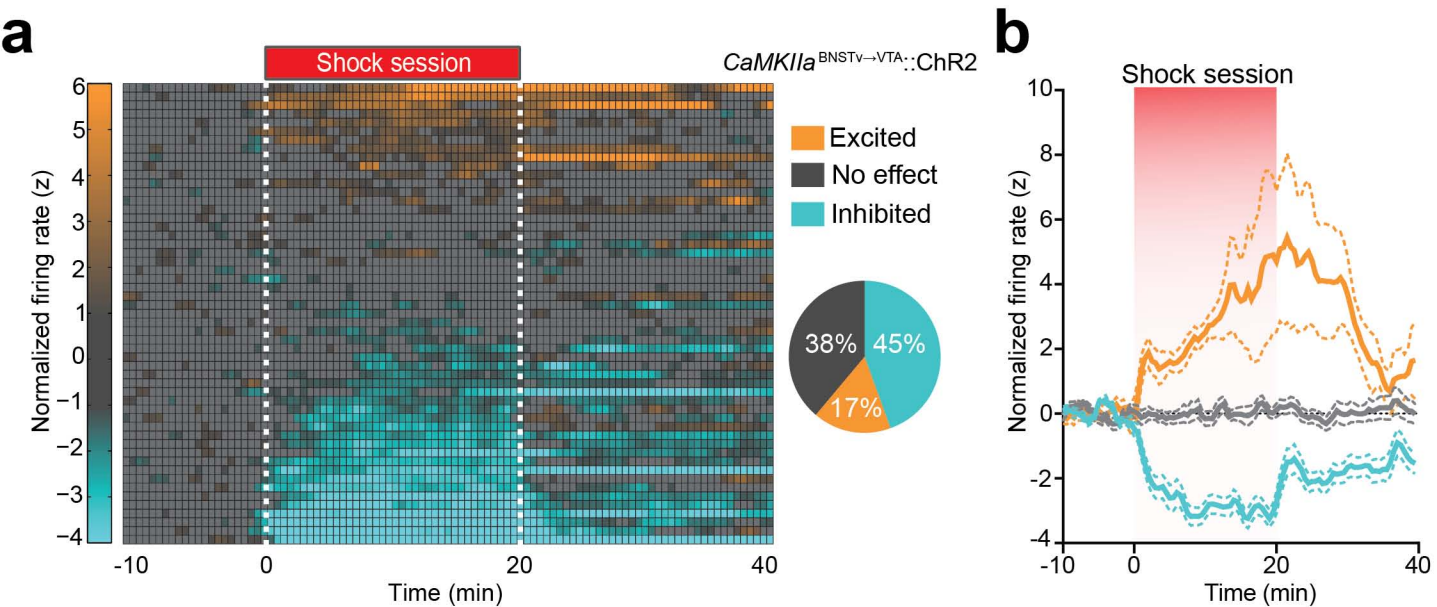 a
Shock session
CaMKIIa BNSTv→VTA::ChR2
Normalized firing rate (z)
6
5
4
3
2
1
0
−1
−2
−3
−4
-10
0
20
40
Time (min)
Excited
No effect
Inhibited
38%
45%
17%
b
Shock session
Normalized firing rate (z)
10
8
6
4
2
0
-2
-4
-10
0
20
40
Time (min)